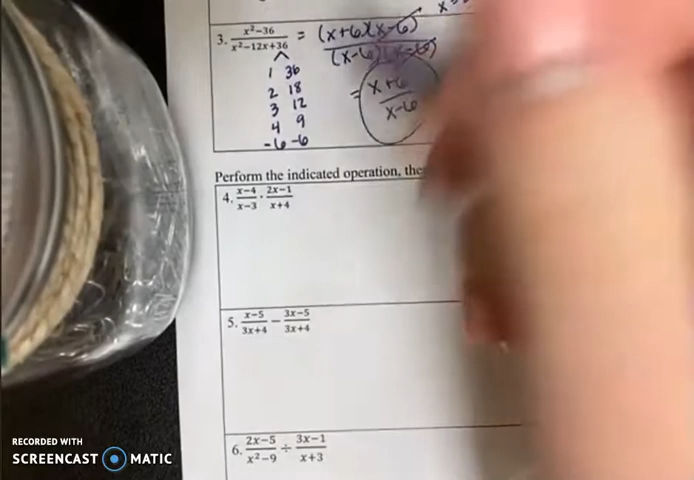 3. x²−36 / x²−12x+36 = (x+6)(x−6) / (x−6)(x−6)
1 36
2 18
3 12
4 9
-6 -6
= x+6 / x−6
Perform the indicated operation,
4. x−4 / x−3 · 2x−1 / x+4
5. x−5 / 3x+4 − 3x−5 / 3x+4
6. 2x−5 / x²−9 ÷ 3x−1 / x+3
RECORDED WITH
SCREENCAST MATIC